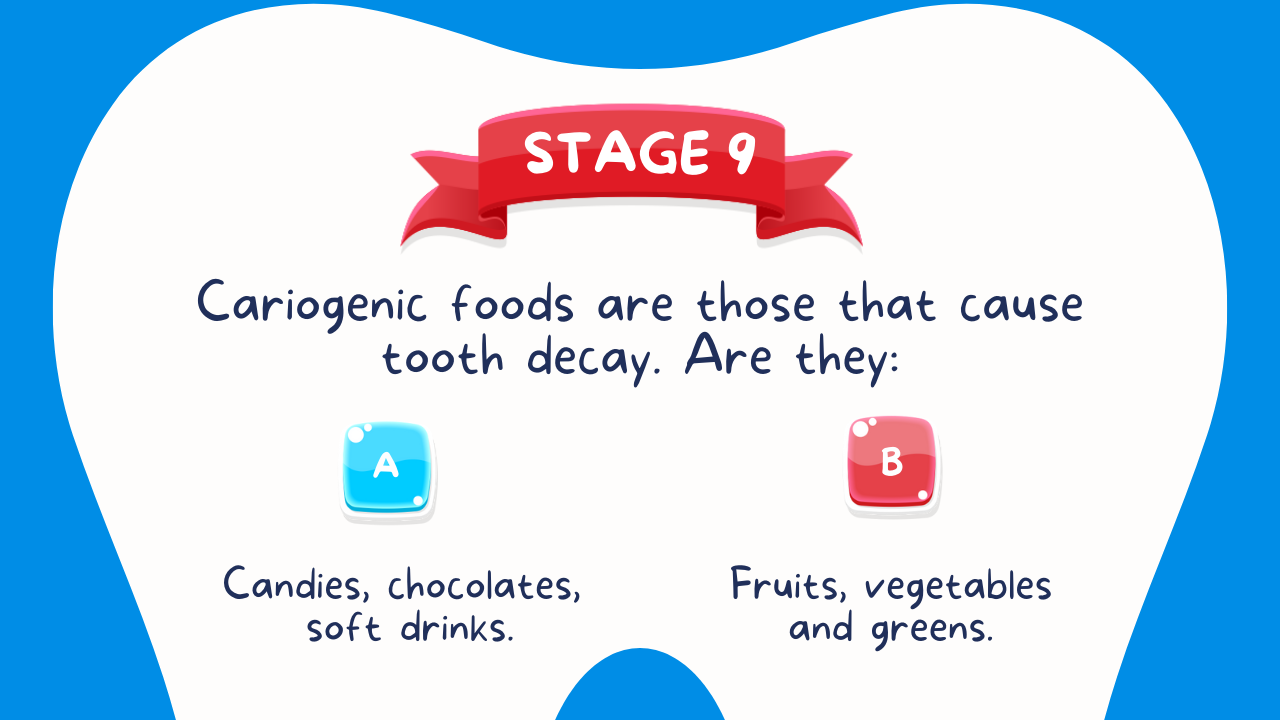 STAGE 9
Cariogenic foods are those that cause
tooth decay. Are they:
A
Candies, chocolates,
soft drinks.
B
Fruits, vegetables
and greens.